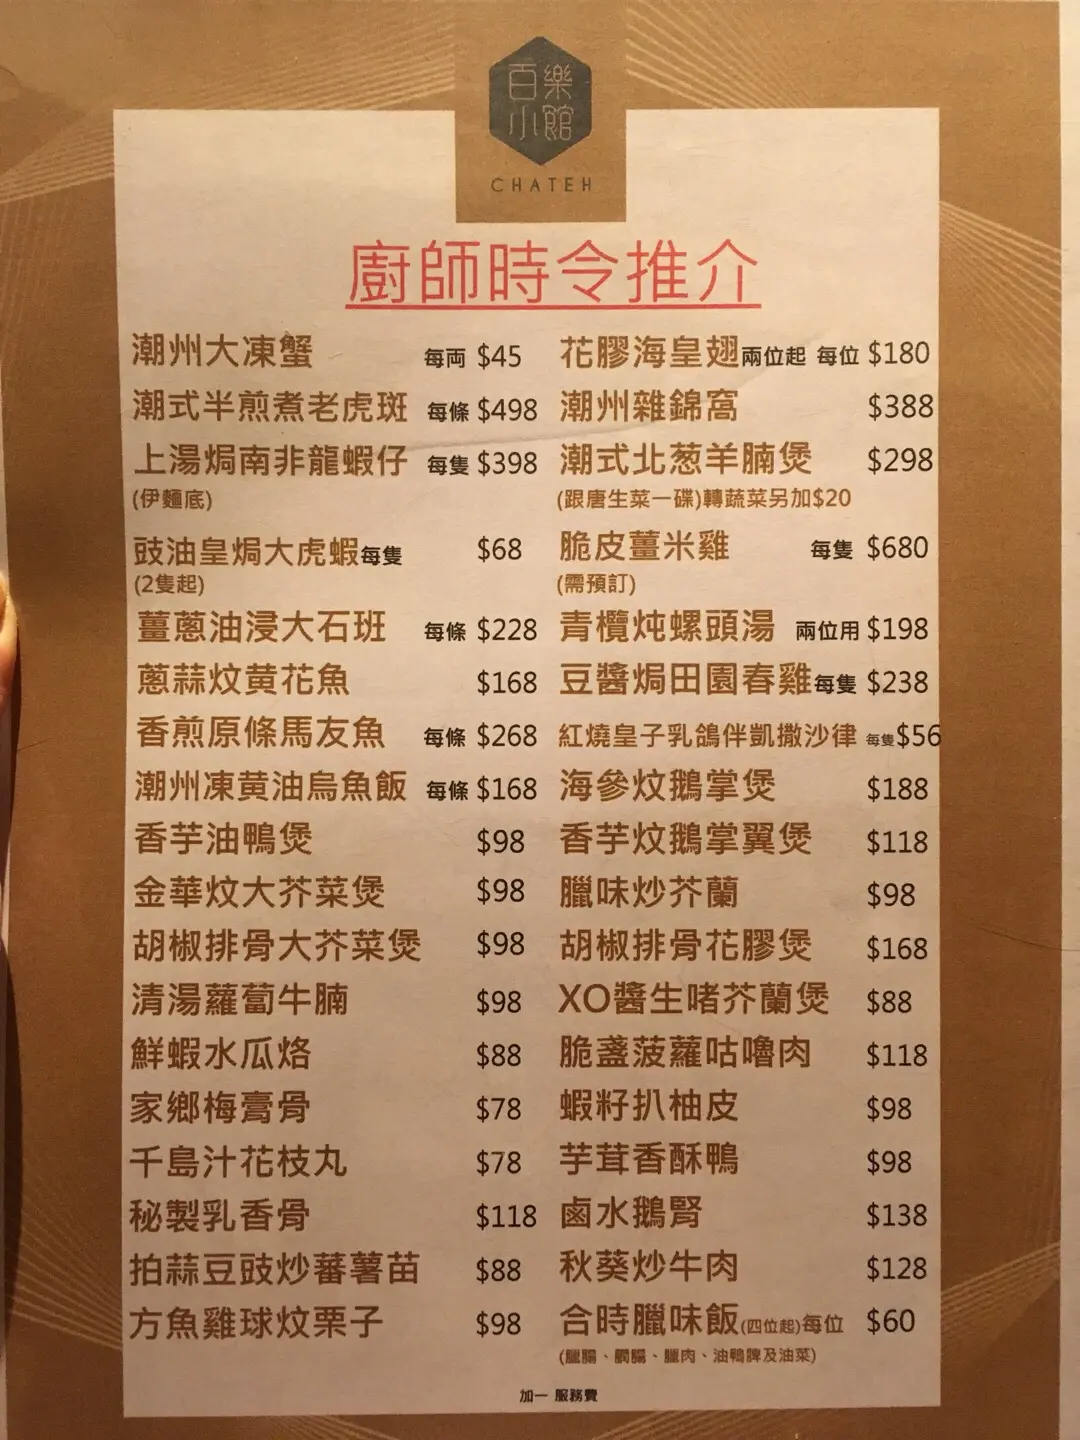 百樂
小館
CHATEH
廚師時令推介
潮州大凍蟹 每両 $45
潮式半煎煮老虎斑 每條 $498
上湯焗南非龍蝦仔 每隻 $398
(伊麵底)
豉油皇焗大虎蝦每隻 $68
(2隻起)
薑蔥油浸大石班 每條 $228
蔥蒜炆黄花魚 $168
香煎原條馬友魚 每條 $268
潮州凍黄油烏魚飯 每條 $168
香芋油鴨煲 $98
金華炆大芥菜煲 $98
胡椒排骨大芥菜煲 $98
清湯蘿蔔牛腩 $98
鮮蝦水瓜烙 $88
家鄉梅膏骨 $78
千島汁花枝丸 $78
秘製乳香骨 $118
拍蒜豆豉炒蕃薯苗 $88
方魚雞球炆栗子 $98
花膠海皇翅兩位起 每位 $180
潮州雜錦窩 $388
潮式北葱羊腩煲 $298
(跟唐生菜一碟)轉蔬菜另加$20
脆皮薑米雞 每隻 $680
(需預訂)
青欖炖螺頭湯 兩位用 $198
豆醬焗田園春雞每隻 $238
紅燒皇子乳鴿伴凱撒沙律 每隻$56
海參炆鵝掌煲 $188
香芋炆鵝掌翼煲 $118
臘味炒芥蘭 $98
胡椒排骨花膠煲 $168
XO醬生啫芥蘭煲 $88
脆盞菠蘿咕嚕肉 $118
蝦籽扒柚皮 $98
芋茸香酥鴨 $98
鹵水鵝腎 $138
秋葵炒牛肉 $128
合時臘味飯(四位起)每位 $60
(臘腸、膶腸、臘肉、油鴨髀及油菜)
加一 服務費